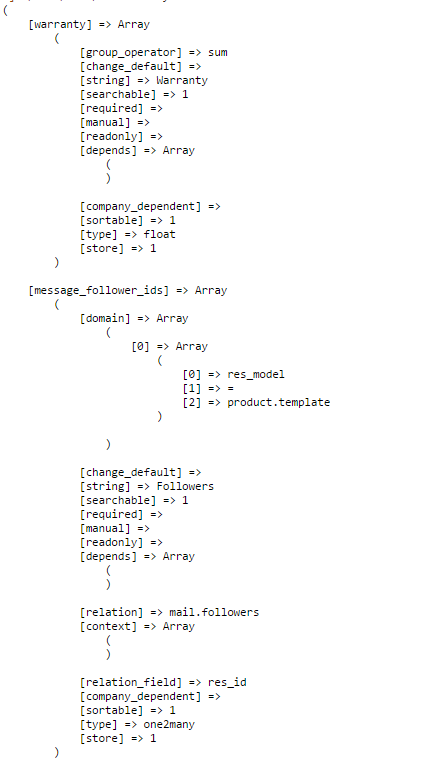 (
[warranty] => Array
(
[group_operator] => sum
[change_default] =>
[string] => Warranty
[searchable] => 1
[required] =>
[manual] =>
[readonly] =>
[depends] => Array
(
)
[company_dependent] =>
[sortable] => 1
[type] => float
[store] => 1
)
[message_follower_ids] => Array
(
[domain] => Array
(
[0] => Array
(
[0] => res_model
[1] => =
[2] => product.template
)
)
[change_default] =>
[string] => Followers
[searchable] => 1
[required] =>
[manual] =>
[readonly] =>
[depends] => Array
(
)
[relation] => mail.followers
[context] => Array
(
)
[relation_field] => res_id
[company_dependent] =>
[sortable] => 1
[type] => one2many
[store] => 1
)